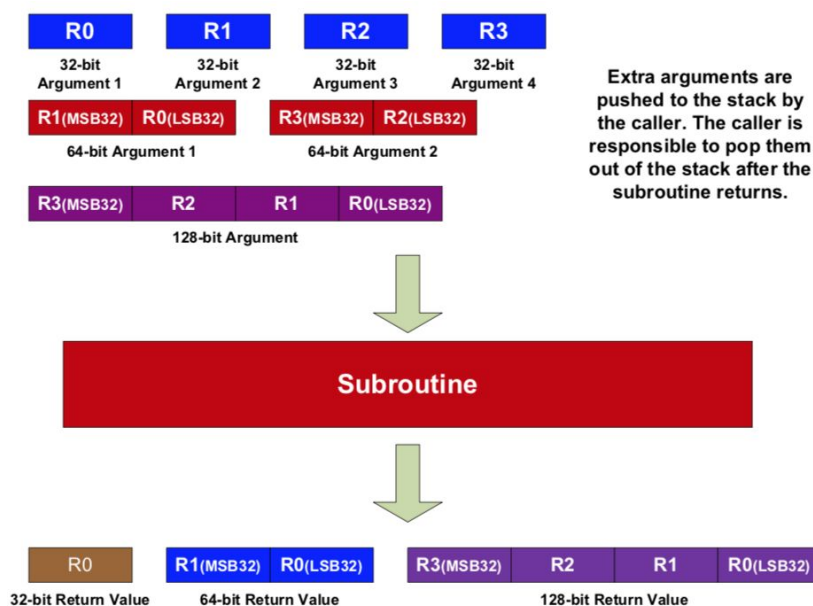 R0 R1 R2 R3
32-bit Argument 1 32-bit Argument 2 32-bit Argument 3 32-bit Argument 4
Extra arguments are
pushed to the stack by
the caller. The caller is
responsible to pop them
out of the stack after the
subroutine returns.
R1(MSB32) R0(LSB32) R3(MSB32) R2(LSB32)
64-bit Argument 1 64-bit Argument 2
R3(MSB32) R2 R1 R0(LSB32)
128-bit Argument
Subroutine
R0 R1(MSB32) R0(LSB32) R3(MSB32) R2 R1 R0(LSB32)
32-bit Return Value 64-bit Return Value 128-bit Return Value